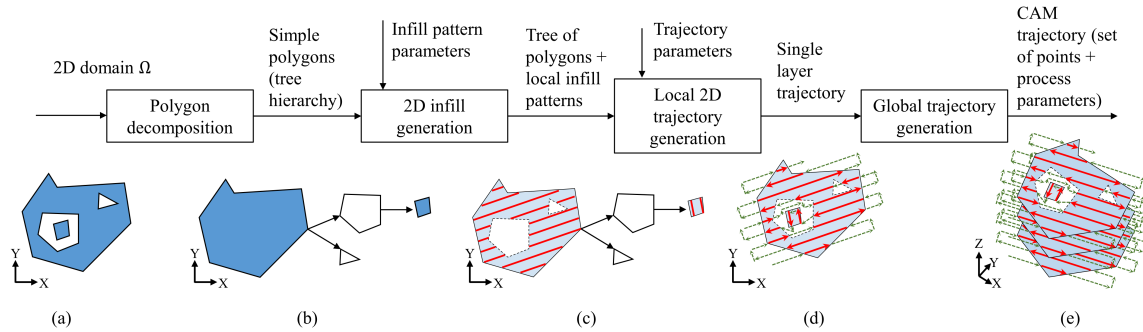 2D domain Ω
Polygon
decomposition
Simple
polygons
(tree
hierarchy)
Infill pattern
parameters
2D infill
generation
Tree of
polygons +
local infill
patterns
Trajectory
parameters
Local 2D
trajectory
generation
Single
layer
trajectory
Global trajectory
generation
CAM
trajectory (set
of points +
process
parameters)
Y
X
Y
X
Y
X
Y
X
Z
Y
X
(a)
(b)
(c)
(d)
(e)